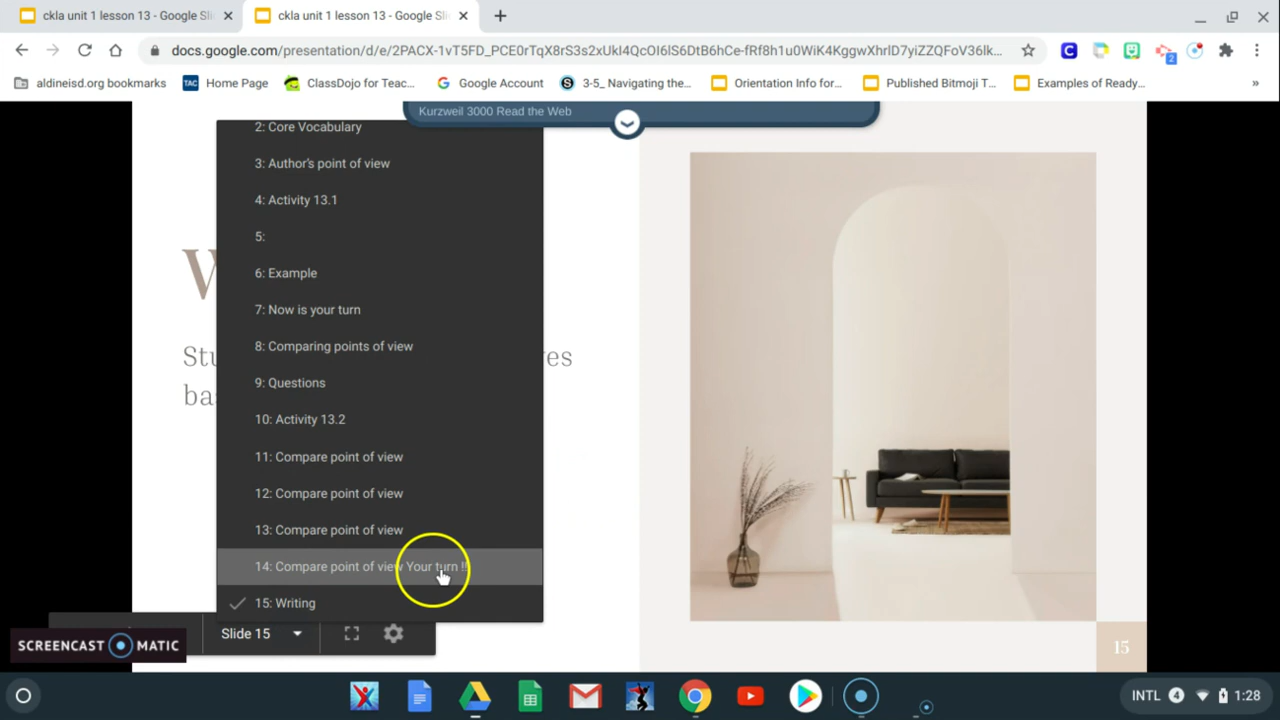 ckla unit 1 lesson 13 - Google Sli
ckla unit 1 lesson 13 - Google Sli
docs.google.com/presentation/d/e/2PACX-1vT5FD_PCE0rTqX8rS3s2xUkI4QcOI6lS6DtB6hCe-fRf8h1u0WiK4KggwXhrlD7yiZZQFoV36lk...
2
aldineisd.org bookmarks
TAC Home Page
ClassDojo for Teac...
G Google Account
S 3-5_ Navigating the...
Orientation Info for...
Published Bitmoji T...
Examples of Ready...
»
Kurzweil 3000 Read the Web
2: Core Vocabulary
3: Author's point of view
4: Activity 13.1
5:
6: Example
7: Now is your turn
8: Comparing points of view
9: Questions
10: Activity 13.2
11: Compare point of view
12: Compare point of view
13: Compare point of view
14: Compare point of view Your turn !!
15: Writing
Slide 15
SCREENCAST MATIC
15
INTL 4 1:28